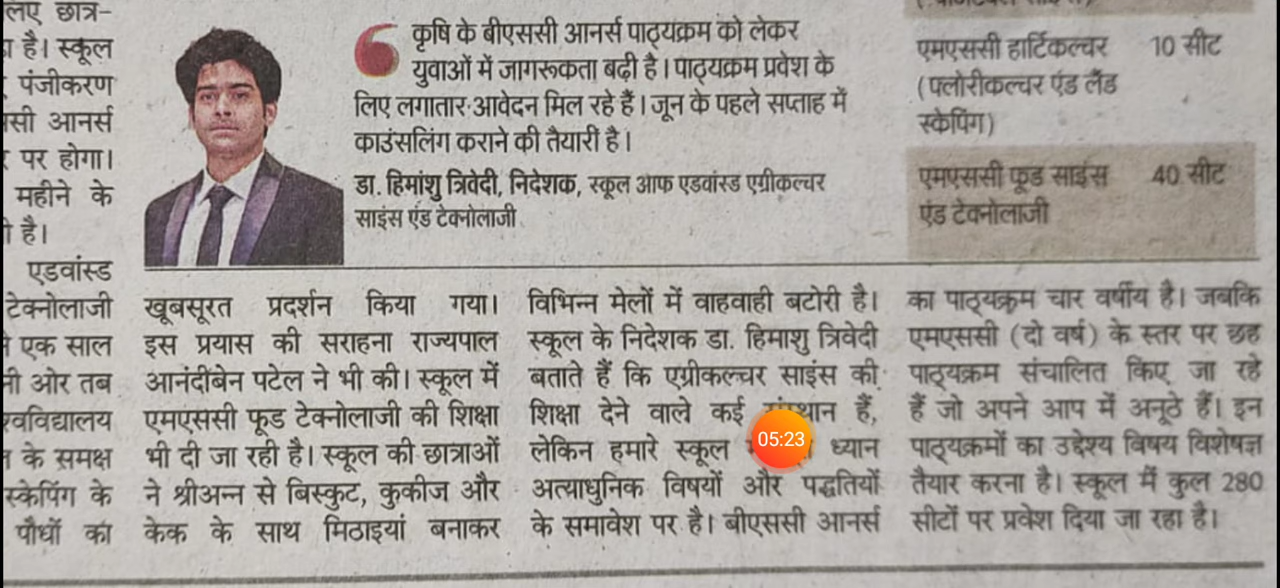 लिए छात्र-
है। स्कूल
पंजीकरण
आनर्स
पर होगा।
महीने के
है।
एडवांस्ड
टेक्नोलाजी
एक साल
ओर तब
के समक्ष
स्केपिंग के
पौधों का
कृषि के बीएससी आनर्स पाठ्यक्रम को लेकर
युवाओं में जागरूकता बढ़ी है। पाठ्यक्रम प्रवेश के
लिए लगातार आवेदन मिल रहे हैं। जून के पहले सप्ताह में
काउंसलिंग कराने की तैयारी है।
डा. हिमांशु त्रिवेदी, निदेशक, स्कूल आफ एडवांस्ड एग्रीकल्चर
साइंस एंड टेक्नोलाजी
एमएससी हार्टिकल्चर 10 सीट
(फ्लोरीकल्चर एंड लैंड
स्केपिंग)
एमएससी फूड साइंस 40 सीट
एंड टेक्नोलाजी
खूबसूरत प्रदर्शन किया गया।
इस प्रयास की सराहना राज्यपाल
आनंदीबेन पटेल ने भी की। स्कूल में
एमएससी फूड टेक्नोलाजी की शिक्षा
भी दी जा रही है। स्कूल की छात्राओं
ने श्रीअन्न से बिस्कुट, कुकीज और
केक के साथ मिठाइयां बनाकर
विभिन्न मेलों में वाहवाही बटोरी है।
स्कूल के निदेशक डा. हिमाशु त्रिवेदी
बताते हैं कि एग्रीकल्चर साइंस की
शिक्षा देने वाले कई संस्थान हैं,
लेकिन हमारे स्कूल ध्यान
अत्याधुनिक विषयों और पद्धतियों
के समावेश पर है। बीएससी आनर्स
का पाठ्यक्रम चार वर्षीय है। जबकि
एमएससी (दो वर्ष) के स्तर पर छह
पाठ्यक्रम संचालित किए जा रहे
हैं जो अपने आप में अनूठे हैं। इन
पाठ्यक्रमों का उद्देश्य विषय विशेषज्ञ
तैयार करना है। स्कूल में कुल 280
सीटों पर प्रवेश दिया जा रहा है।
05:23